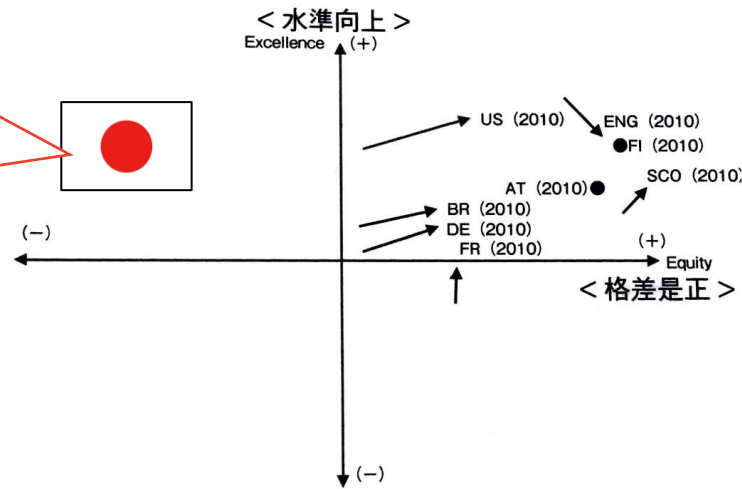 ＜水準向上＞
Excellence (+)
US (2010)
ENG (2010)
FI (2010)
SCO (2010)
AT (2010)
BR (2010)
DE (2010)
FR (2010)
(−)
(+)
Equity
＜格差是正＞
(−)